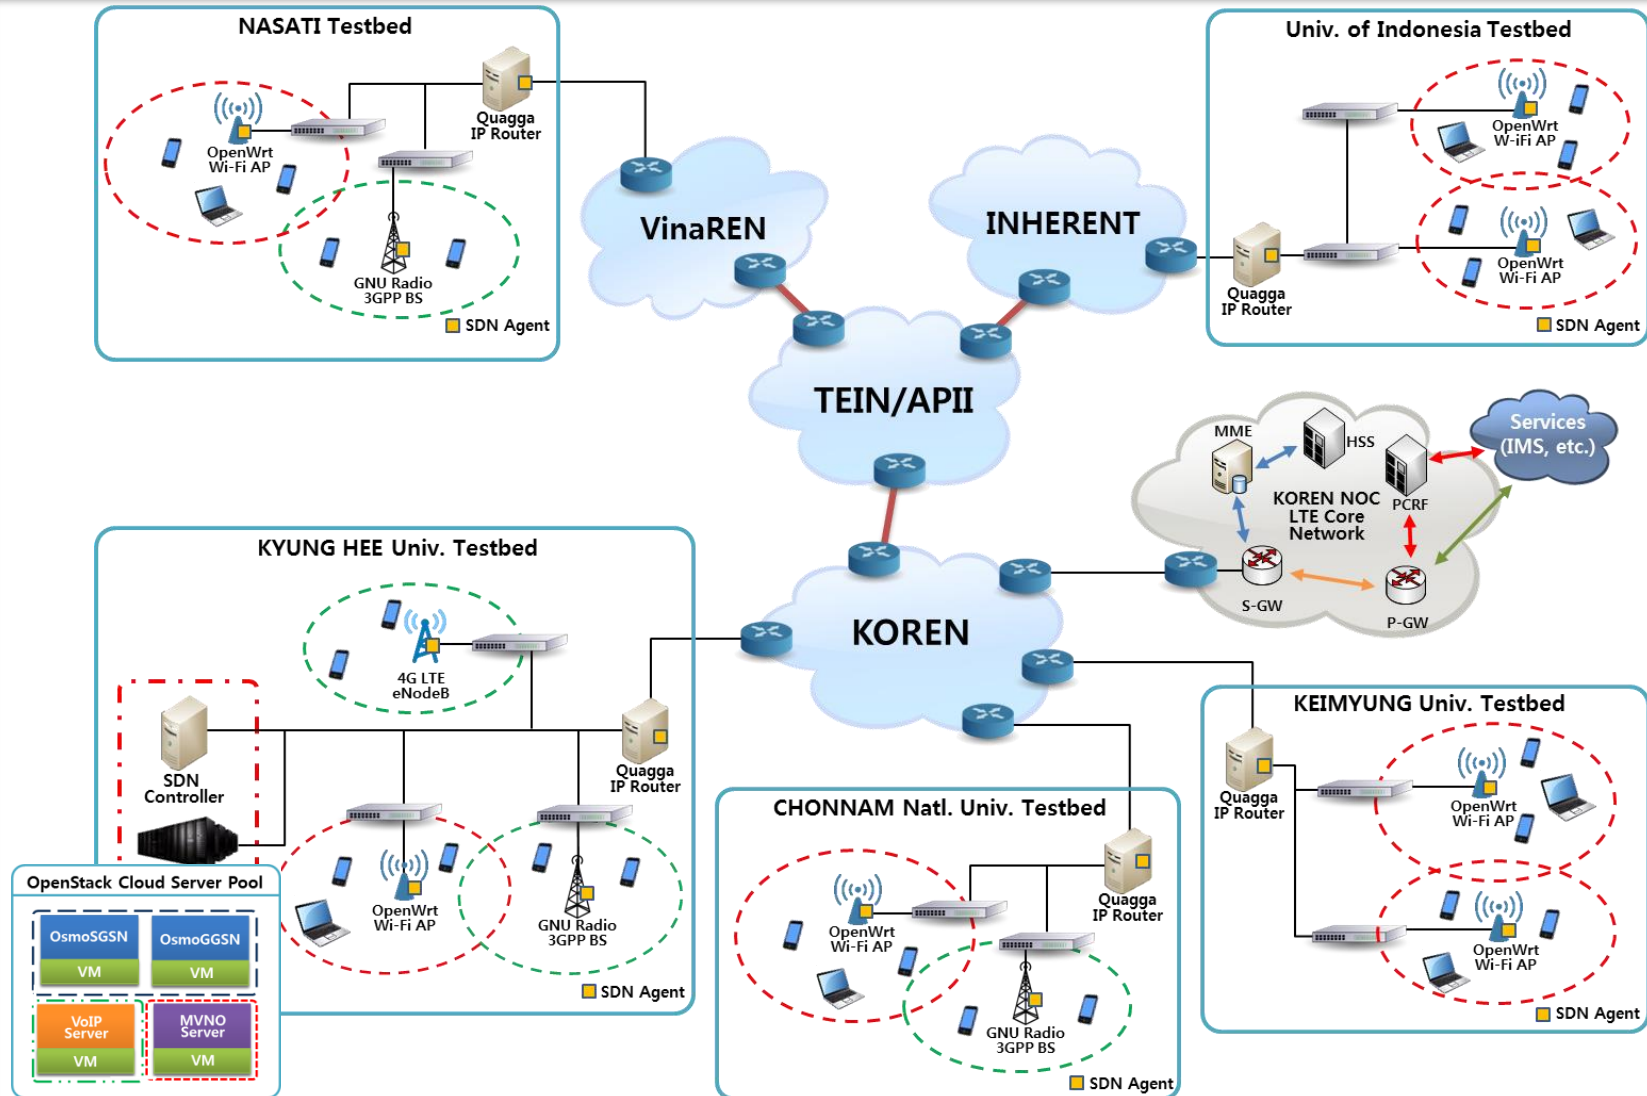 NASATI Testbed
Quagga
IP Router
OpenWrt
Wi-Fi AP
GNU Radio
3GPP BS
SDN Agent
VinaREN
INHERENT
TEIN/APII
KOREN
Univ. of Indonesia Testbed
OpenWrt
W-iFi AP
OpenWrt
Wi-Fi AP
Quagga
IP Router
SDN Agent
MME
HSS
PCRF
KOREN NOC
LTE Core
Network
S-GW
P-GW
Services
(IMS, etc.)
KYUNG HEE Univ. Testbed
4G LTE
eNodeB
SDN
Controller
Quagga
IP Router
OpenWrt
Wi-Fi AP
GNU Radio
3GPP BS
SDN Agent
OpenStack Cloud Server Pool
OsmoSGSN
VM
OsmoGGSN
VM
VoIP
Server
VM
MVNO
Server
VM
CHONNAM Natl. Univ. Testbed
Quagga
IP Router
OpenWrt
Wi-Fi AP
GNU Radio
3GPP BS
SDN Agent
KEIMYUNG Univ. Testbed
Quagga
IP Router
OpenWrt
Wi-Fi AP
OpenWrt
Wi-Fi AP
SDN Agent